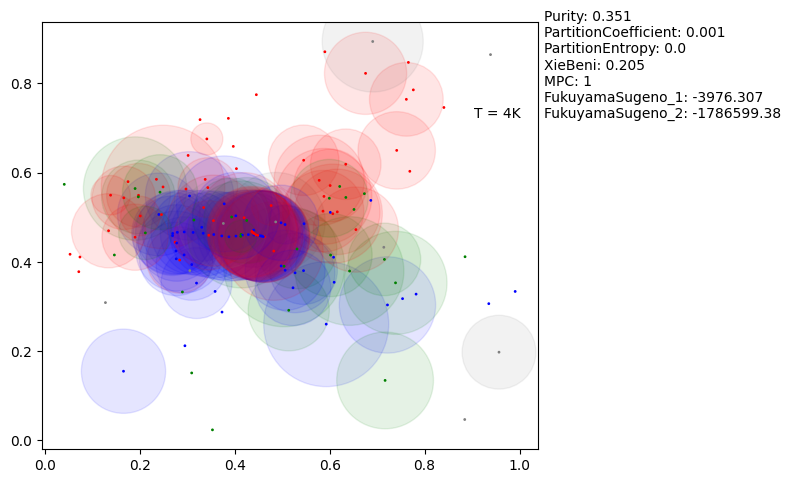 Purity: 0.351
PartitionCoefficient: 0.001
PartitionEntropy: 0.0
XieBeni: 0.205
MPC: 1
FukuyamaSugeno_1: -3976.307
FukuyamaSugeno_2: -1786599.38
T = 4K
0.8
0.6
0.4
0.2
0.0
0.0 0.2 0.4 0.6 0.8 1.0